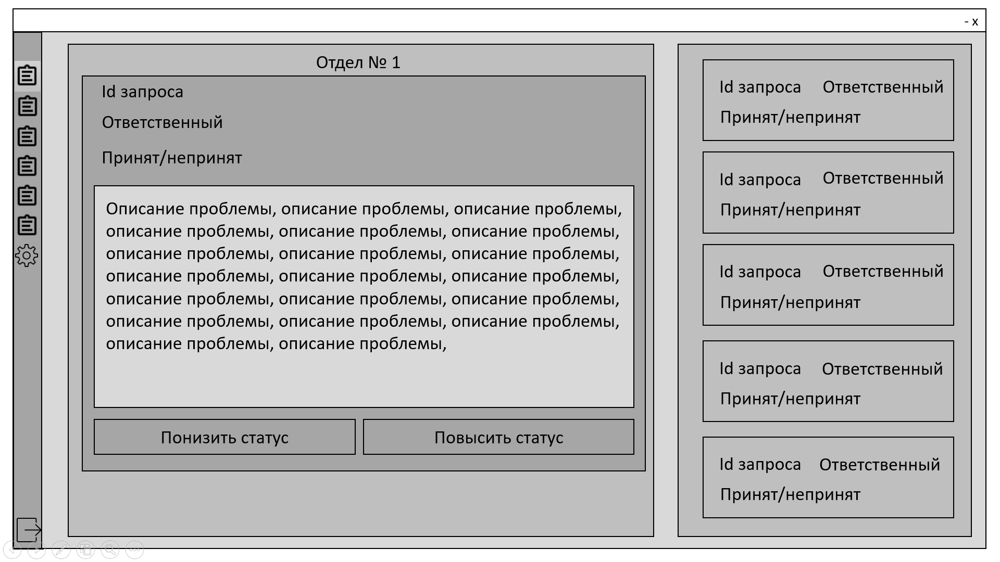 - x
Отдел № 1
Id запроса
Ответственный
Принят/непринят
Описание проблемы, описание проблемы, описание проблемы,
описание проблемы, описание проблемы, описание проблемы,
описание проблемы, описание проблемы, описание проблемы,
описание проблемы, описание проблемы, описание проблемы,
описание проблемы, описание проблемы, описание проблемы,
описание проблемы, описание проблемы, описание проблемы,
описание проблемы, описание проблемы,
Понизить статус
Повысить статус
Id запроса Ответственный
Принят/непринят
Id запроса Ответственный
Принят/непринят
Id запроса Ответственный
Принят/непринят
Id запроса Ответственный
Принят/непринят
Id запроса Ответственный
Принят/непринят